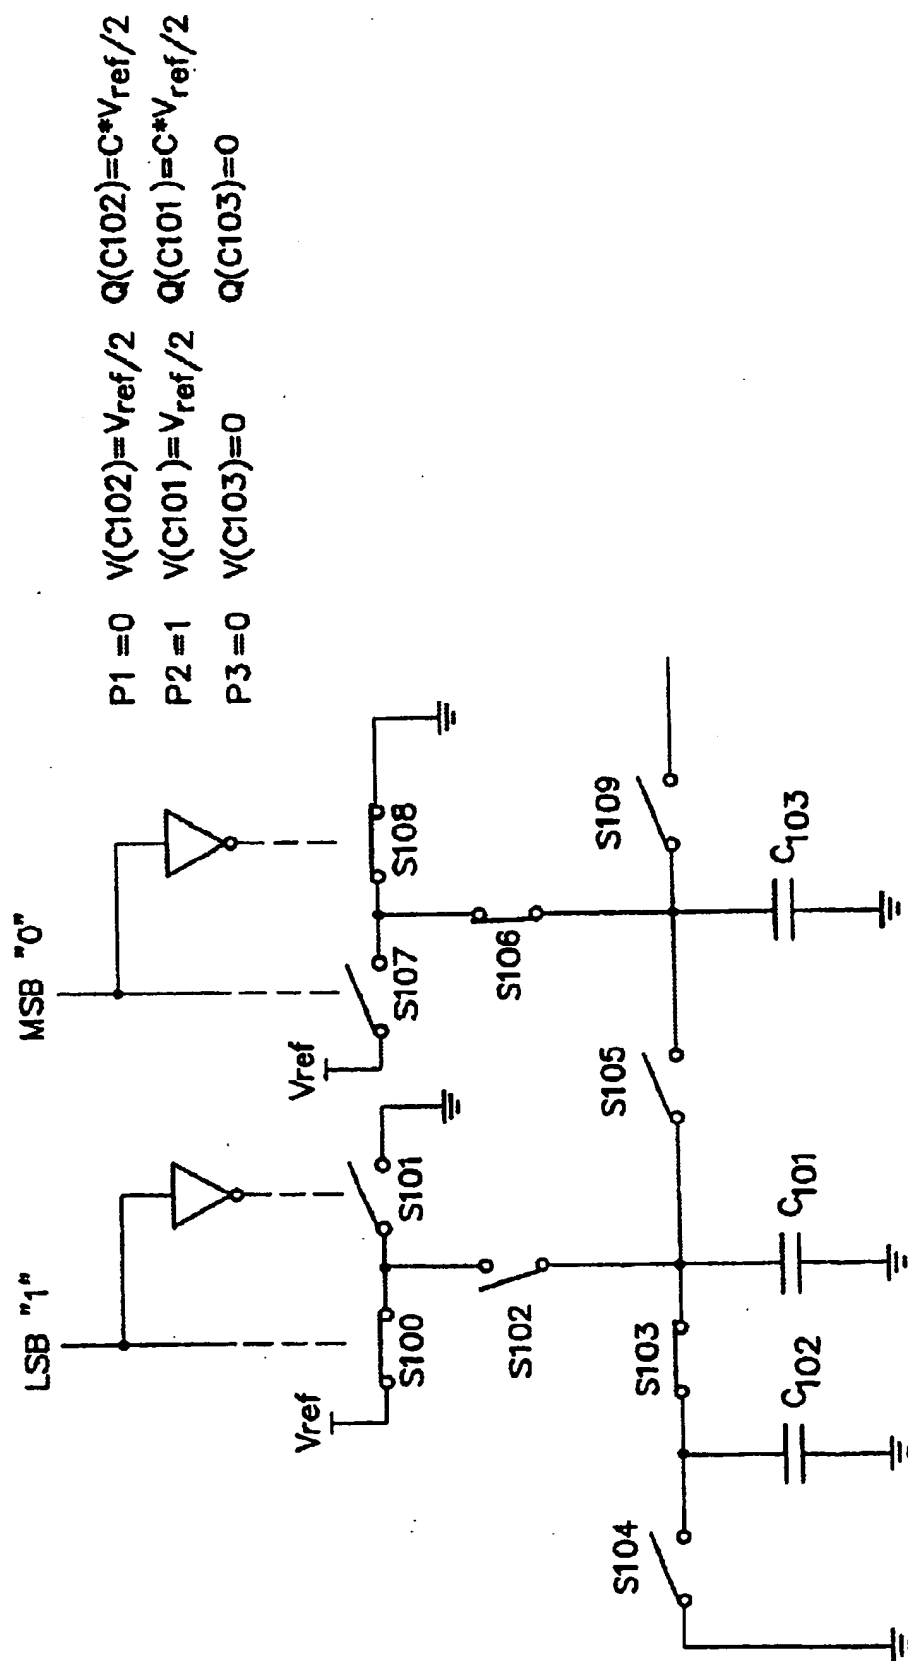 P1=0 V(C102)=Vref/2 Q(C102)=C*Vref/2
P2=1 V(C101)=Vref/2 Q(C101)=C*Vref/2
P3=0 V(C103)=0 Q(C103)=0
LSB "1"
MSB "0"
Vref
S100
S101
Vref
S107
S108
S102
S106
S104
S103
S105
S109
C102
C101
C103